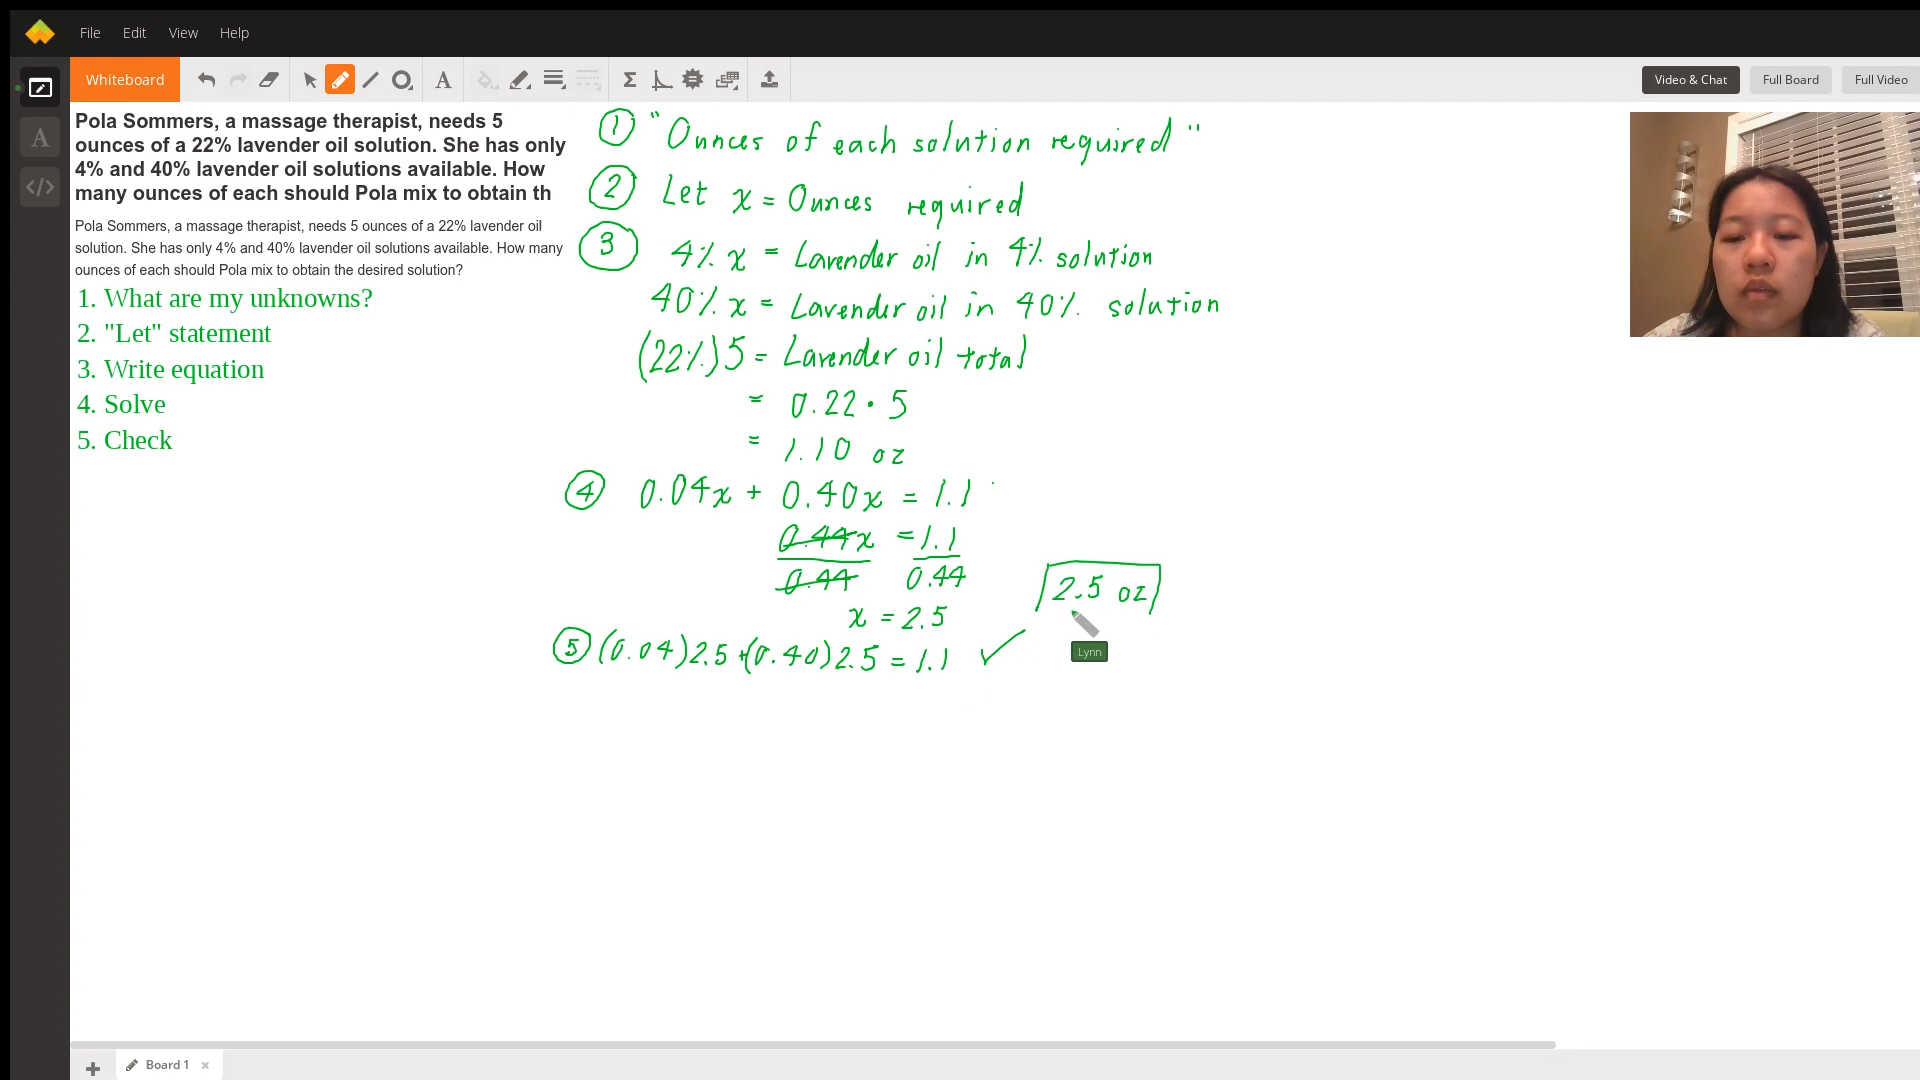 File Edit View Help
Whiteboard
Video & Chat
Full Board
Full Video
Pola Sommers, a massage therapist, needs 5
ounces of a 22% lavender oil solution. She has only
4% and 40% lavender oil solutions available. How
many ounces of each should Pola mix to obtain th
Pola Sommers, a massage therapist, needs 5 ounces of a 22% lavender oil
solution. She has only 4% and 40% lavender oil solutions available. How many
ounces of each should Pola mix to obtain the desired solution?
1. What are my unknowns?
2. "Let" statement
3. Write equation
4. Solve
5. Check
① "Ounces of each solution required"
② Let x = Ounces required
③ 4% x = Lavender oil in 4% solution
40% x = Lavender oil in 40% solution
(22%)5 = Lavender oil total
= 0.22 • 5
= 1.10 oz
④ 0.04x + 0.40x = 1.1
0.44x = 1.1
0.44 0.44
x = 2.5
2.5 oz
⑤ (0.04)2.5 + (0.40)2.5 = 1.1 ✓
Lynn
Board 1